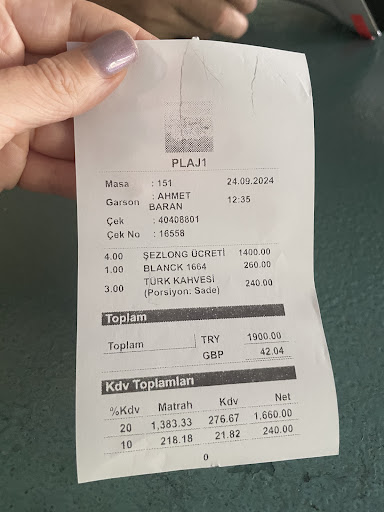 PLAJ1
Masa : 151 24.09.2024
Garson : AHMET BARAN 12:35
Çek : 40408801
Çek No : 16558
4.00 ŞEZLONG ÜCRETİ 1400.00
1.00 BLANCK 1664 260.00
3.00 TÜRK KAHVESİ 240.00
(Porsiyon: Sade)
Toplam
Toplam TRY 1900.00
GBP 42.04
Kdv Toplamları
%Kdv Matrah Kdv Net
20 1,383.33 276.67 1,660.00
10 218.18 21.82 240.00
0